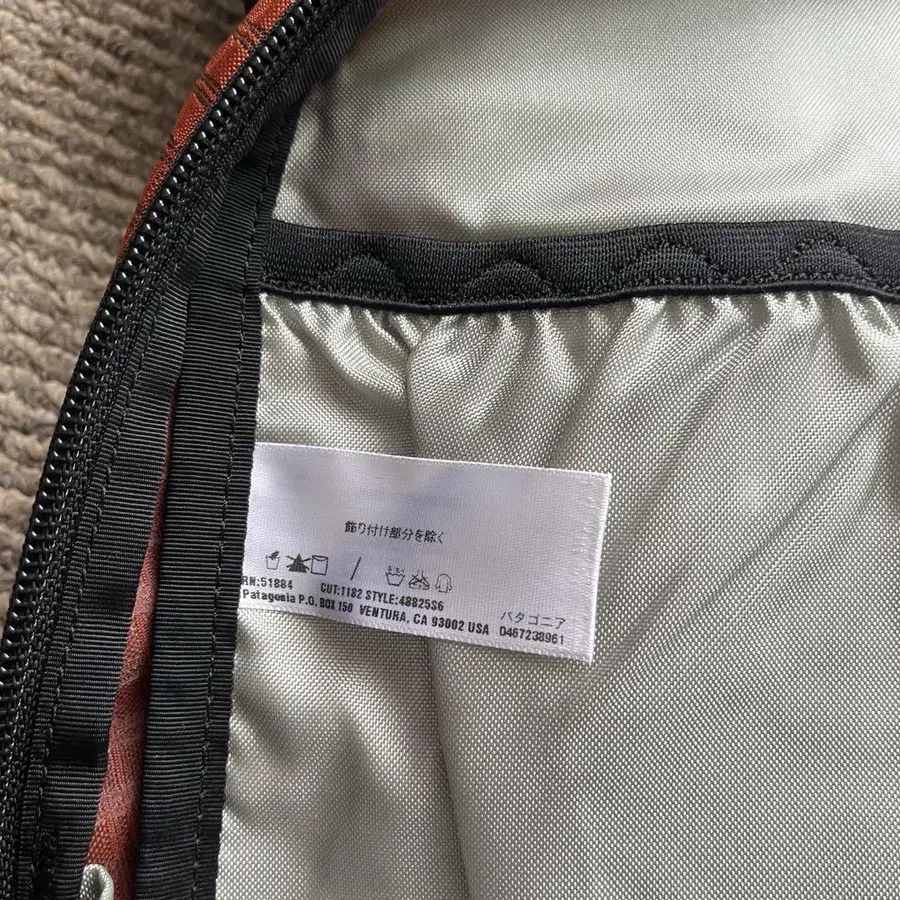 飾り付け部分を除く
RN:51884 CUT:1182 STYLE:48825S6 パタゴニア
Patagonia P.O. BOX 150 VENTURA, CA 93002 USA 0467238961